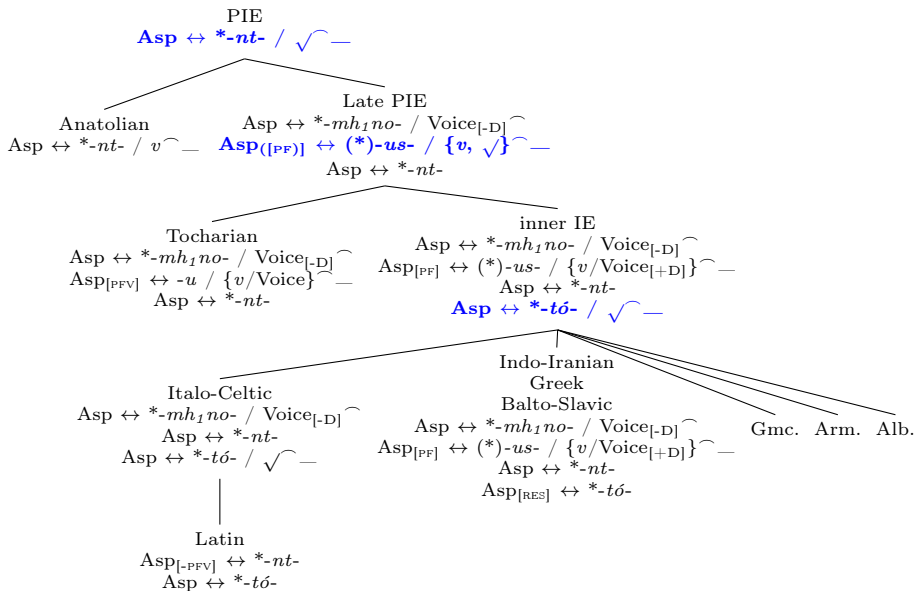 PIE
Asp ↔ *-nt- / √⁀__
Anatolian
Asp ↔ *-nt- / v⁀__
Late PIE
Asp ↔ *-mh₁no- / Voice[-D]⁀
Asp([PF)] ↔ (*)-us- / {v, √}⁀__
Asp ↔ *-nt-
Tocharian
Asp ↔ *-mh₁no- / Voice[-D]⁀
Asp[PFV] ↔ -u / {v/Voice}⁀__
Asp ↔ *-nt-
inner IE
Asp ↔ *-mh₁no- / Voice[-D]⁀
Asp[PF] ↔ (*)-us- / {v/Voice[+D]}⁀__
Asp ↔ *-nt-
Asp ↔ *-tó- / √⁀__
Italo-Celtic
Asp ↔ *-mh₁no- / Voice[-D]⁀
Asp ↔ *-nt-
Asp ↔ *-tó- / √⁀__
Indo-Iranian
Greek
Balto-Slavic
Asp ↔ *-mh₁no- / Voice[-D]⁀
Asp[PF] ↔ (*)-us- / {v/Voice[+D]}⁀__
Asp ↔ *-nt-
Asp[RES] ↔ *-tó-
Gmc. Arm. Alb.
Latin
Asp[-PFV] ↔ *-nt-
Asp ↔ *-tó-